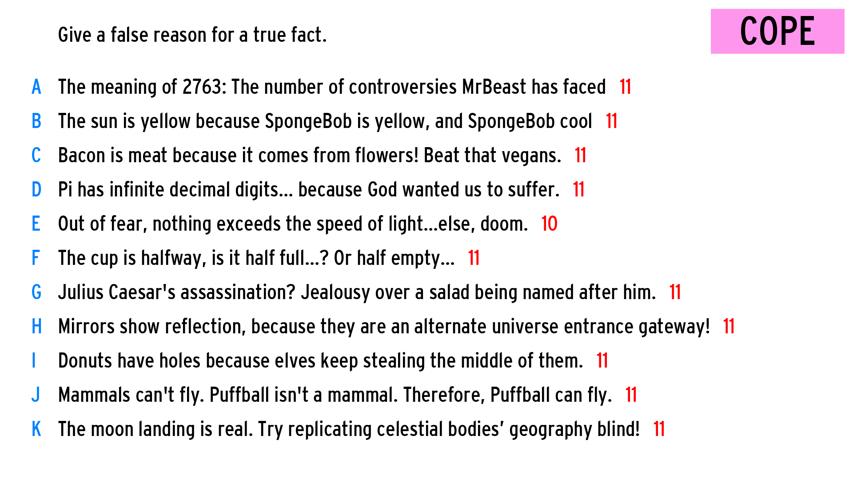 Give a false reason for a true fact.
COPE
A The meaning of 2763: The number of controversies MrBeast has faced 11
B The sun is yellow because SpongeBob is yellow, and SpongeBob cool 11
C Bacon is meat because it comes from flowers! Beat that vegans. 11
D Pi has infinite decimal digits... because God wanted us to suffer. 11
E Out of fear, nothing exceeds the speed of light...else, doom. 10
F The cup is halfway, is it half full...? Or half empty... 11
G Julius Caesar's assassination? Jealousy over a salad being named after him. 11
H Mirrors show reflection, because they are an alternate universe entrance gateway! 11
I Donuts have holes because elves keep stealing the middle of them. 11
J Mammals can't fly. Puffball isn't a mammal. Therefore, Puffball can fly. 11
K The moon landing is real. Try replicating celestial bodies’ geography blind! 11